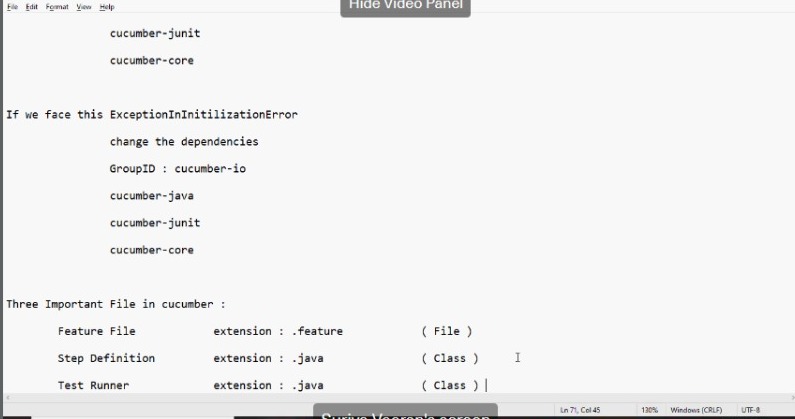 Hide Video Panel
File Edit Format View Help
cucumber-junit
cucumber-core
If we face this ExceptionInInitilizationError
change the dependencies
GroupID : cucumber-io
cucumber-java
cucumber-junit
cucumber-core
Three Important File in cucumber :
Feature File extension : .feature ( File )
Step Definition extension : .java ( Class )
Test Runner extension : .java ( Class )
Ln 71, Col 45 130% Windows (CRLF) UTF-8
Suriya Veeran's screen